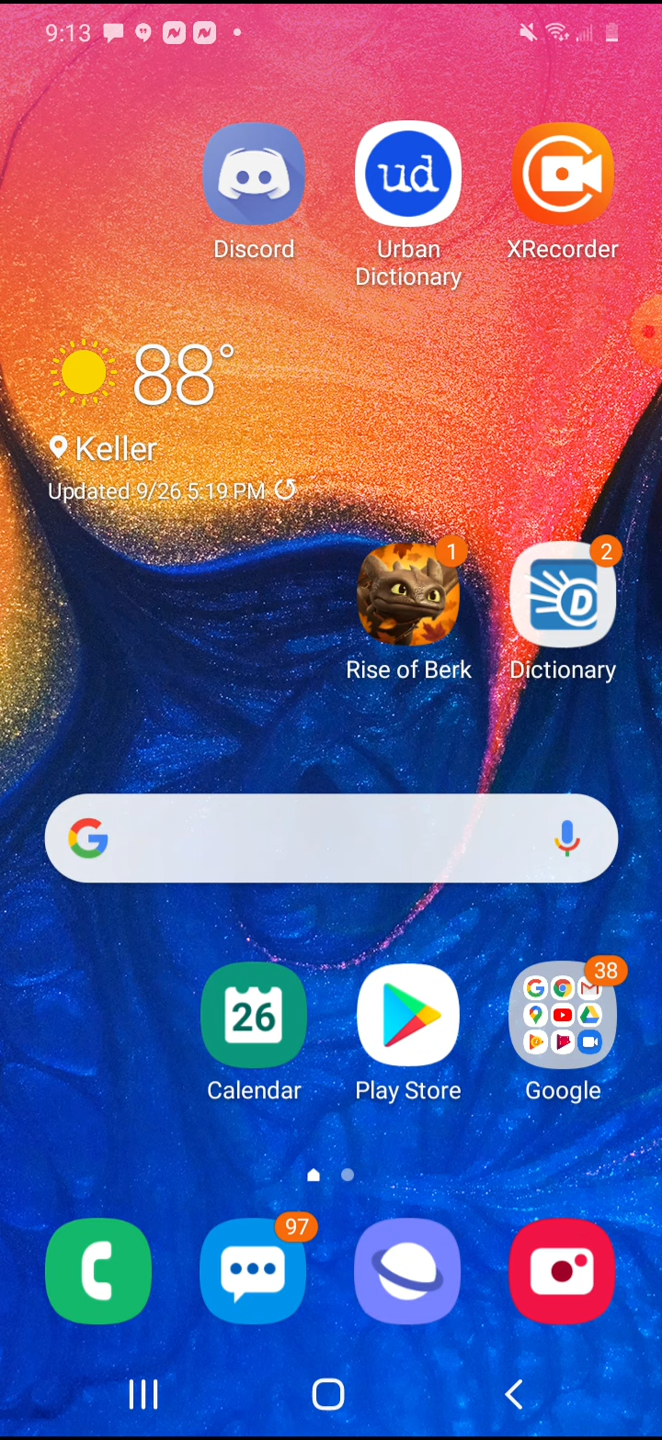 9:13
Discord
ud
Urban
Dictionary
XRecorder
88°
Keller
Updated 9/26 5:19 PM
1
2
D
Rise of Berk
Dictionary
G
38
26
Calendar
Play Store
Google
97